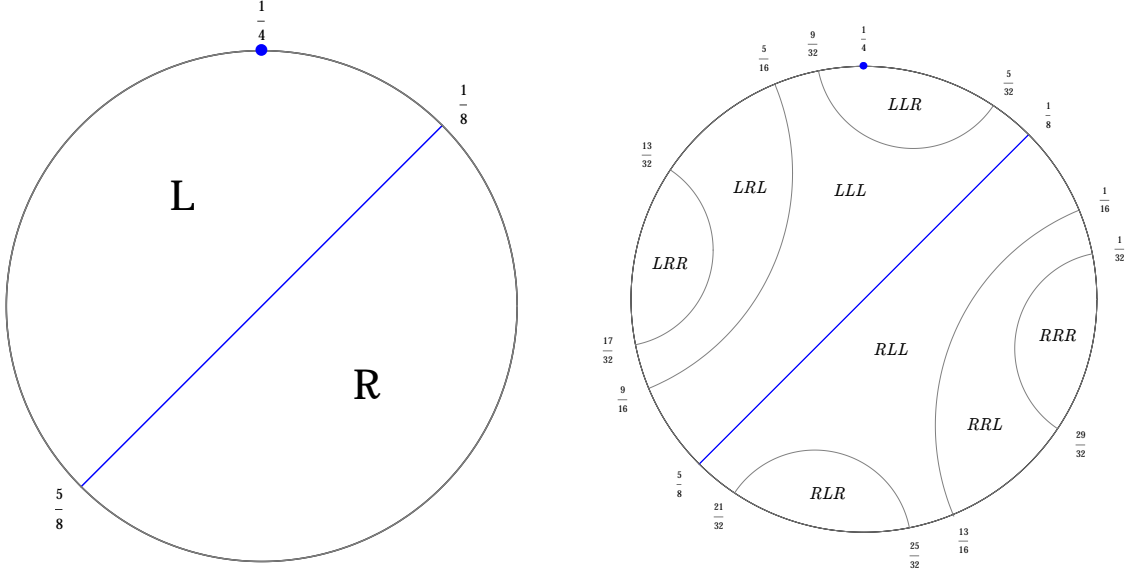 1/4
1/8
L
R
5/8
1/4
9/32
5/16
5/32
LLR
1/8
13/32
LRL
LLL
1/16
1/32
LRR
RRR
RLL
17/32
9/16
RRL
29/32
5/8
RLR
21/32
13/16
25/32